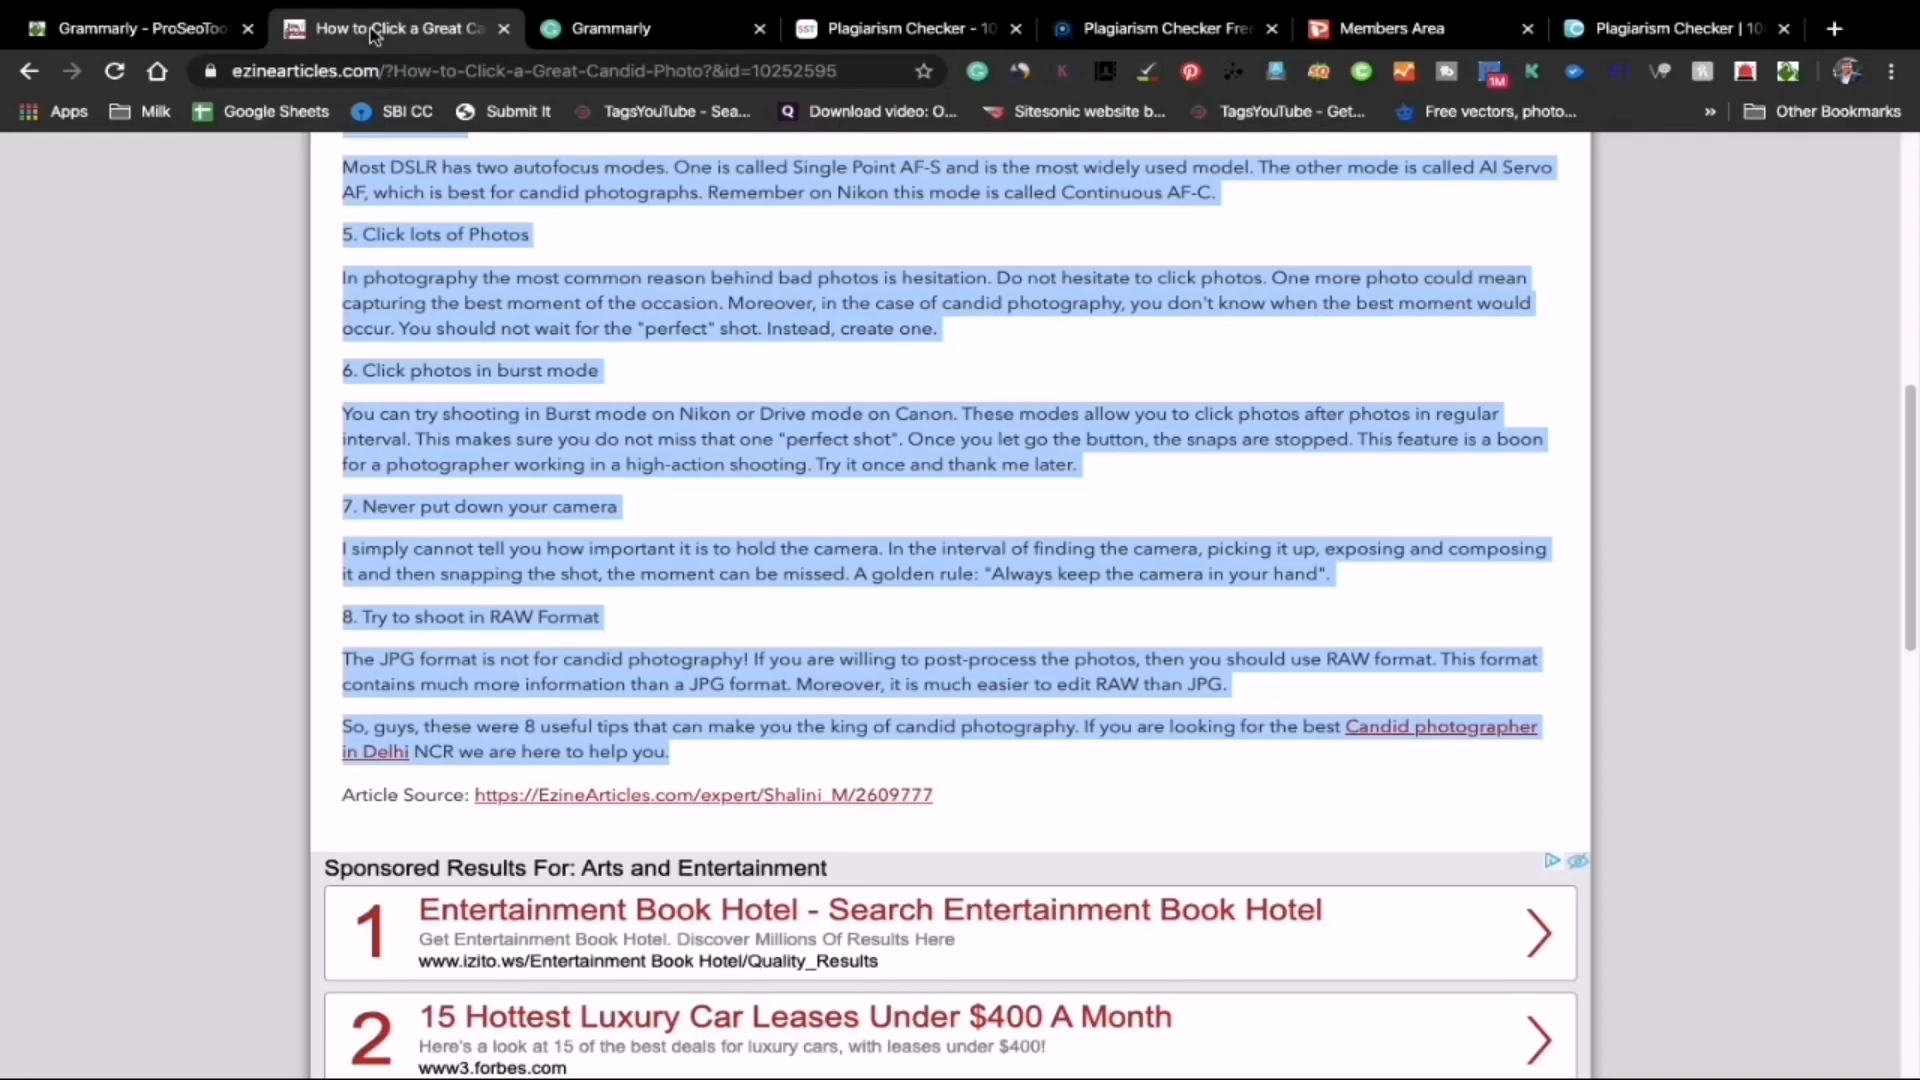 Grammarly - ProSeoToo
How to Click a Great Ca
Grammarly
SST
Plagiarism Checker - 10
Plagiarism Checker Free
Members Area
Plagiarism Checker | 10
ezinearticles.com/?How-to-Click-a-Great-Candid-Photo?&id=10252595
1M
Apps
Milk
Google Sheets
SBI CC
Submit It
TagsYouTube - Sea...
Download video: O...
Sitesonic website b...
TagsYouTube - Get...
Free vectors, photo...
»
Other Bookmarks
Most DSLR has two autofocus modes. One is called Single Point AF-S and is the most widely used model. The other mode is called AI Servo
AF, which is best for candid photographs. Remember on Nikon this mode is called Continuous AF-C.
5. Click lots of Photos
In photography the most common reason behind bad photos is hesitation. Do not hesitate to click photos. One more photo could mean
capturing the best moment of the occasion. Moreover, in the case of candid photography, you don't know when the best moment would
occur. You should not wait for the "perfect" shot. Instead, create one.
6. Click photos in burst mode
You can try shooting in Burst mode on Nikon or Drive mode on Canon. These modes allow you to click photos after photos in regular
interval. This makes sure you do not miss that one "perfect shot". Once you let go the button, the snaps are stopped. This feature is a boon
for a photographer working in a high-action shooting. Try it once and thank me later.
7. Never put down your camera
I simply cannot tell you how important it is to hold the camera. In the interval of finding the camera, picking it up, exposing and composing
it and then snapping the shot, the moment can be missed. A golden rule: "Always keep the camera in your hand".
8. Try to shoot in RAW Format
The JPG format is not for candid photography! If you are willing to post-process the photos, then you should use RAW format. This format
contains much more information than a JPG format. Moreover, it is much easier to edit RAW than JPG.
So, guys, these were 8 useful tips that can make you the king of candid photography. If you are looking for the best Candid photographer
in Delhi NCR we are here to help you.
Article Source: https://EzineArticles.com/expert/Shalini_M/2609777
Sponsored Results For: Arts and Entertainment
1
Entertainment Book Hotel - Search Entertainment Book Hotel
Get Entertainment Book Hotel. Discover Millions Of Results Here
www.izito.ws/Entertainment Book Hotel/Quality_Results
2
15 Hottest Luxury Car Leases Under $400 A Month
Here's a look at 15 of the best deals for luxury cars, with leases under $400!
www3.forbes.com